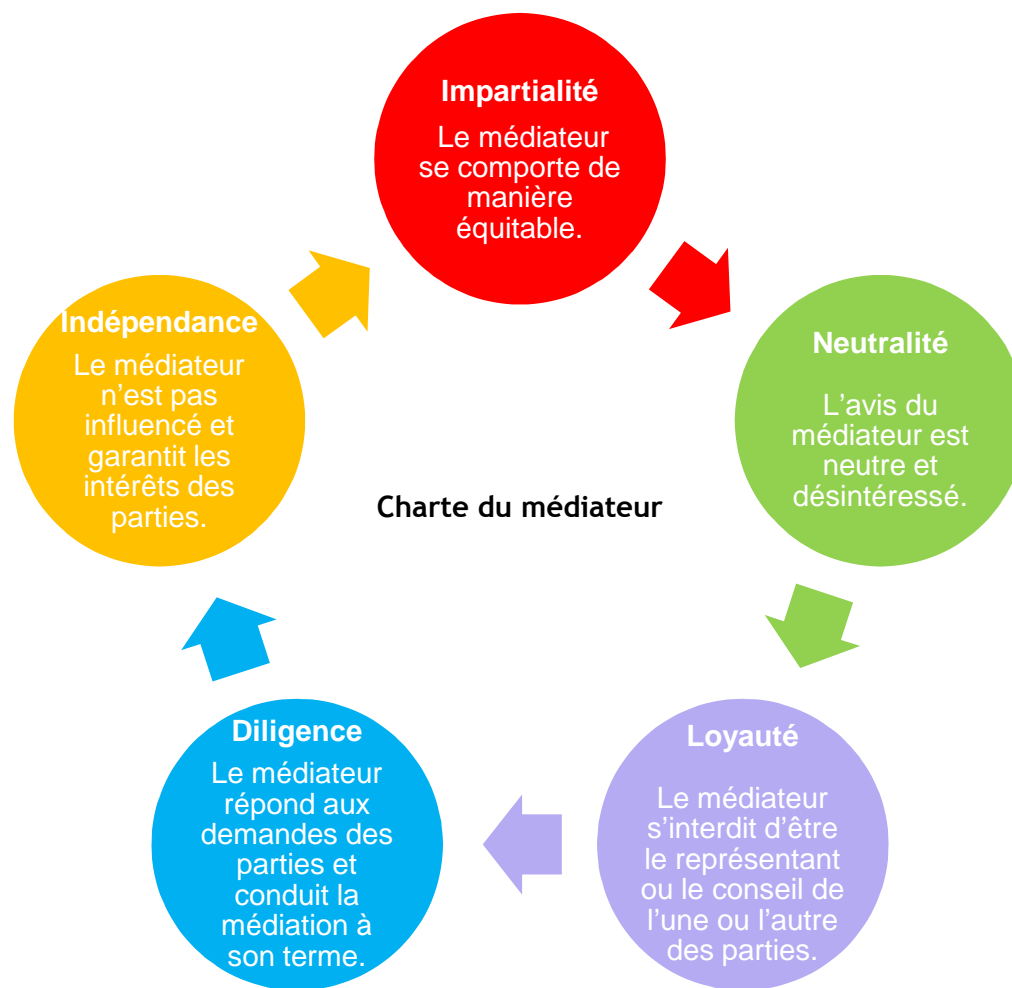 Impartialité
Le médiateur
se comporte de
manière
équitable.
Neutralité
L’avis du
médiateur est
neutre et
désintéressé.
Loyauté
Le médiateur
s’interdit d’être
le représentant
ou le conseil de
l’une ou l’autre
des parties.
Diligence
Le médiateur
répond aux
demandes des
parties et
conduit la
médiation à
son terme.
Indépendance
Le médiateur
n’est pas
influencé et
garantit les
intérêts des
parties.
Charte du médiateur